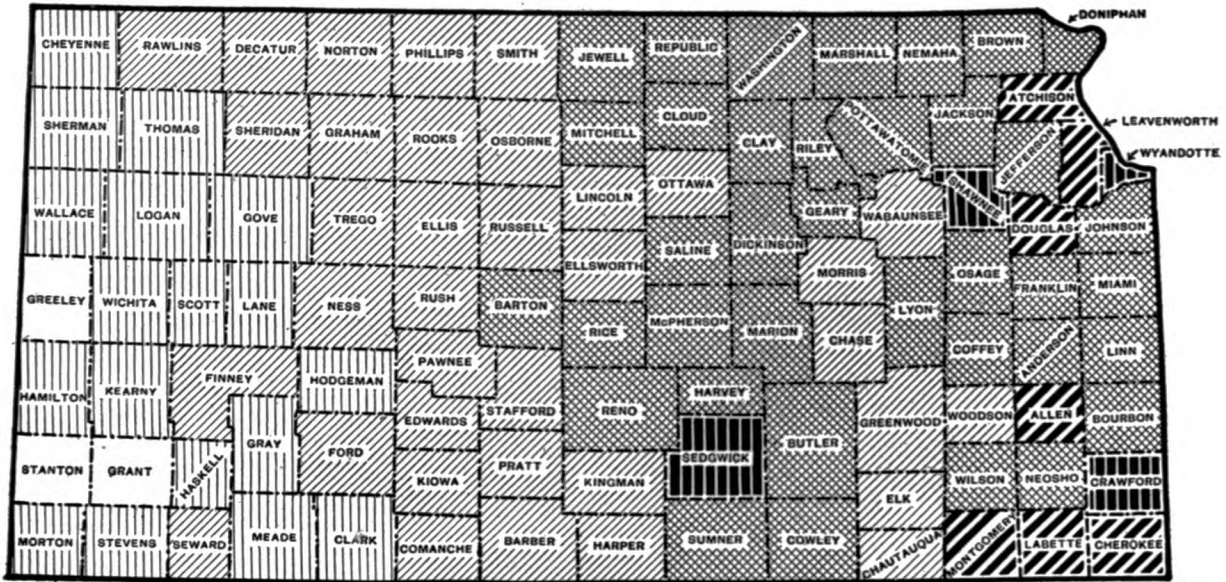 DONIPHAN
CHEYENNE
RAWLINS
DECATUR
NORTON
PHILLIPS
SMITH
JEWELL
REPUBLIC
WASHINGTON
MARSHALL
NEMAHA
BROWN
ATCHISON
LEAVENWORTH
WYANDOTTE
SHERMAN
THOMAS
SHERIDAN
GRAHAM
ROOKS
OSBORNE
MITCHELL
CLOUD
CLAY
RILEY
POTTAWATOMIE
JACKSON
JEFFERSON
LINCOLN
OTTAWA
SHAWNEE
WALLACE
LOGAN
GOVE
TREGO
ELLIS
RUSSELL
SALINE
DICKINSON
GEARY
WABAUNSEE
DOUGLAS
JOHNSON
ELLSWORTH
MORRIS
OSAGE
GREELEY
WICHITA
SCOTT
LANE
NESS
RUSH
BARTON
RICE
McPHERSON
MARION
CHASE
LYON
FRANKLIN
MIAMI
COFFEY
ANDERSON
LINN
HAMILTON
KEARNY
FINNEY
HODGEMAN
PAWNEE
EDWARDS
STAFFORD
RENO
HARVEY
BUTLER
GREENWOOD
WOODSON
ALLEN
BOURBON
STANTON
GRANT
HASKELL
GRAY
FORD
KIOWA
PRATT
KINGMAN
SEDGWICK
ELK
WILSON
NEOSHO
CRAWFORD
MORTON
STEVENS
SEWARD
MEADE
CLARK
COMANCHE
BARBER
HARPER
SUMNER
COWLEY
CHAUTAUQUA
MONTGOMERY
LABETTE
CHEROKEE